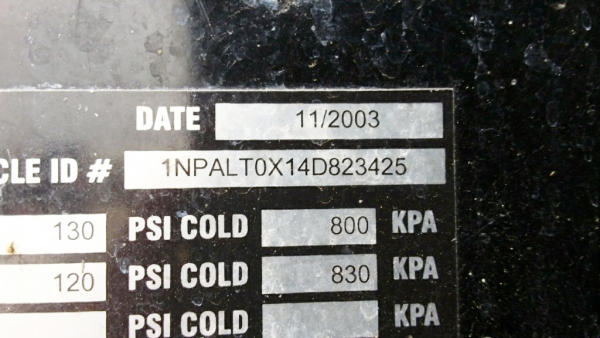 DATE 11/2003
CLE ID # 1NPALT0X14D823425
130 PSI COLD 800 KPA
120 PSI COLD 830 KPA
PSI COLD KPA